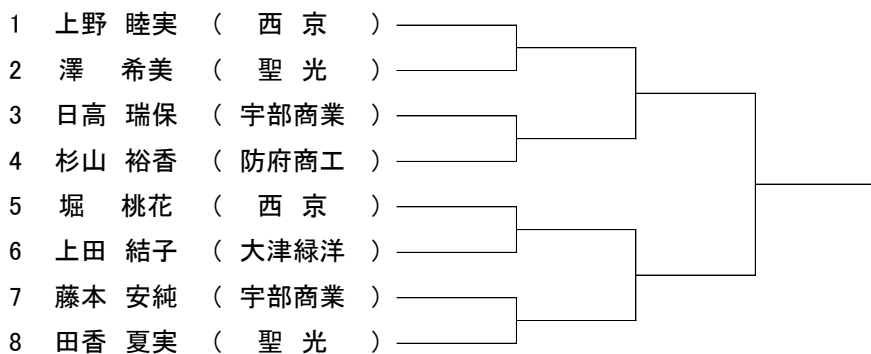 1 上野 睦実 （ 西 京 ）
2 澤 希美 （ 聖 光 ）
3 日高 瑞保 （ 宇部商業 ）
4 杉山 裕香 （ 防府商工 ）
5 堀 桃花 （ 西 京 ）
6 上田 結子 （ 大津緑洋 ）
7 藤本 安純 （ 宇部商業 ）
8 田香 夏実 （ 聖 光 ）